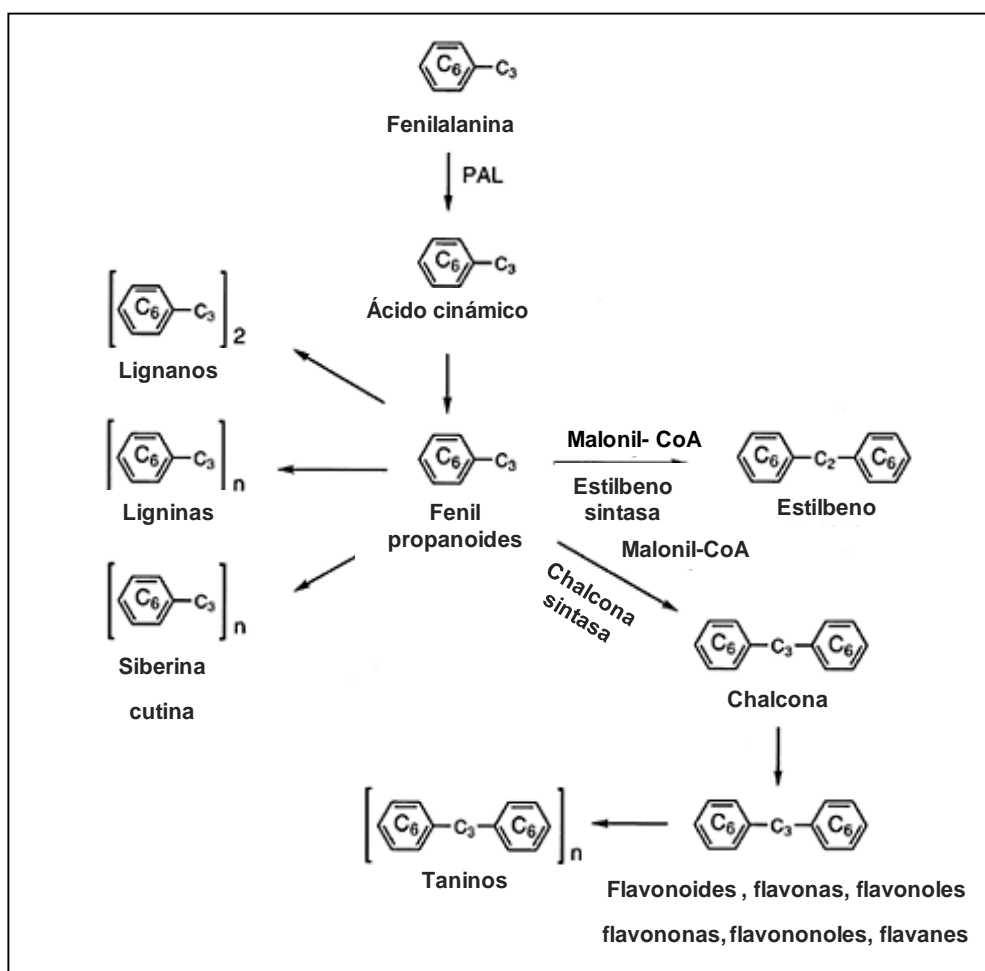 C6 C3
Fenilalanina
PAL
C6 C3
Ácido cinámico
C6 C3 2
Lignanos
C6 C3 n
Ligninas
C6 C3
Fenil
propanoides
Malonil- CoA
Estilbeno
sintasa
C6 C2 C6
Estilbeno
Malonil-CoA
Chalcona
sintasa
C6 C3 n
Siberina
cutina
C6 C3 C6
Chalcona
C6 C3 C6 n
Taninos
C6 C3 C6
Flavonoides , flavonas, flavonoles
flavononas, flavononoles, flavanes